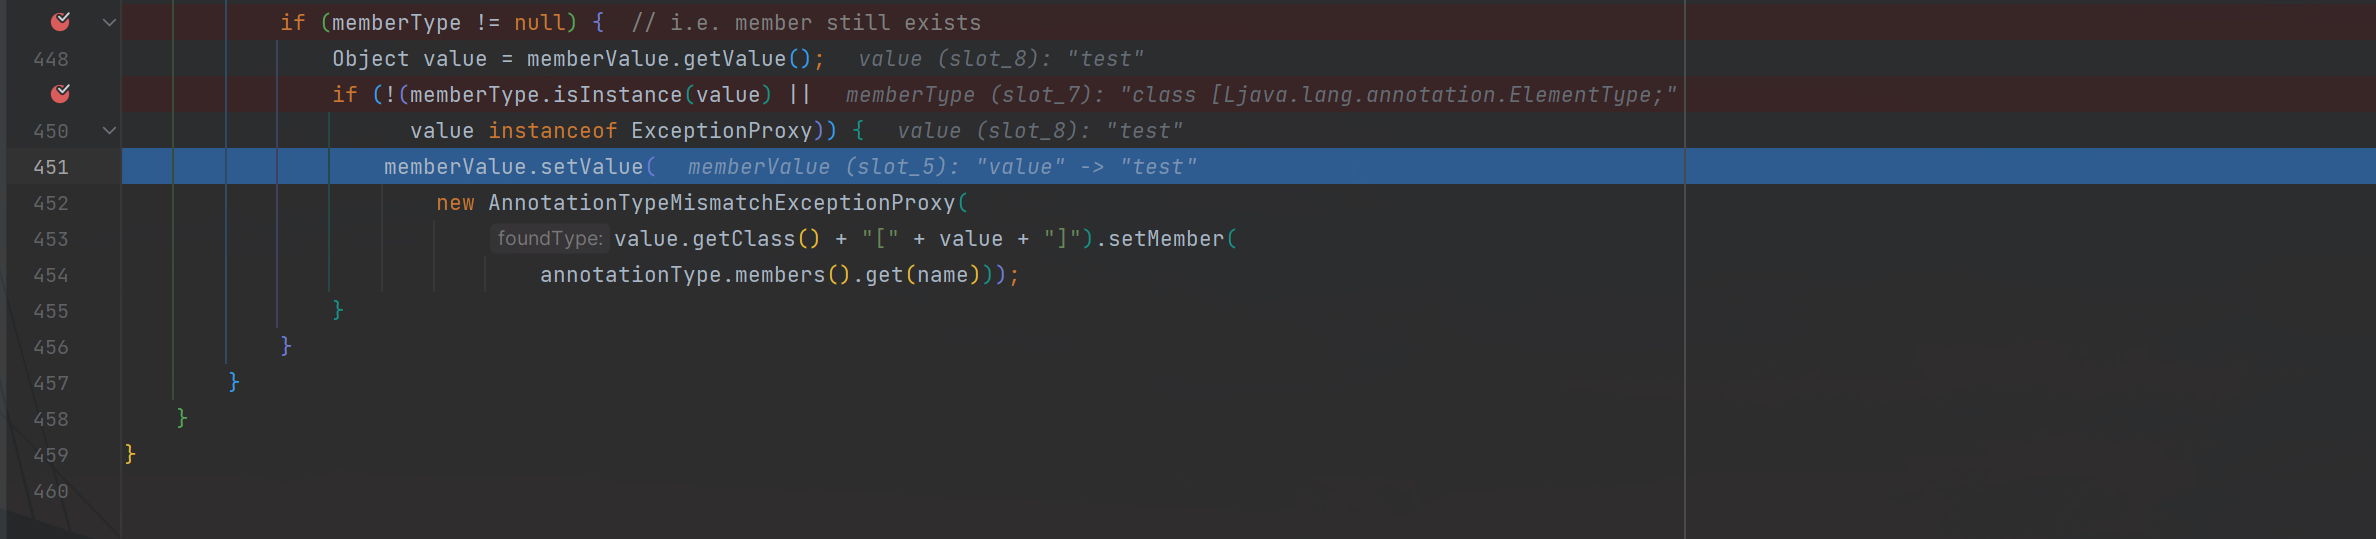 if (memberType != null) {  // i.e. member still exists
448 Object value = memberValue.getValue();  value (slot_8): "test"
if (!(memberType.isInstance(value) ||  memberType (slot_7): "class [Ljava.lang.annotation.ElementType;"
450 value instanceof ExceptionProxy)) {  value (slot_8): "test"
451 memberValue.setValue(  memberValue (slot_5): "value" -> "test"
452 new AnnotationTypeMismatchExceptionProxy(
453 foundType: value.getClass() + "[" + value + "]").setMember(
454 annotationType.members().get(name)));
455 }
456 }
457 }
458 }
459 }
460